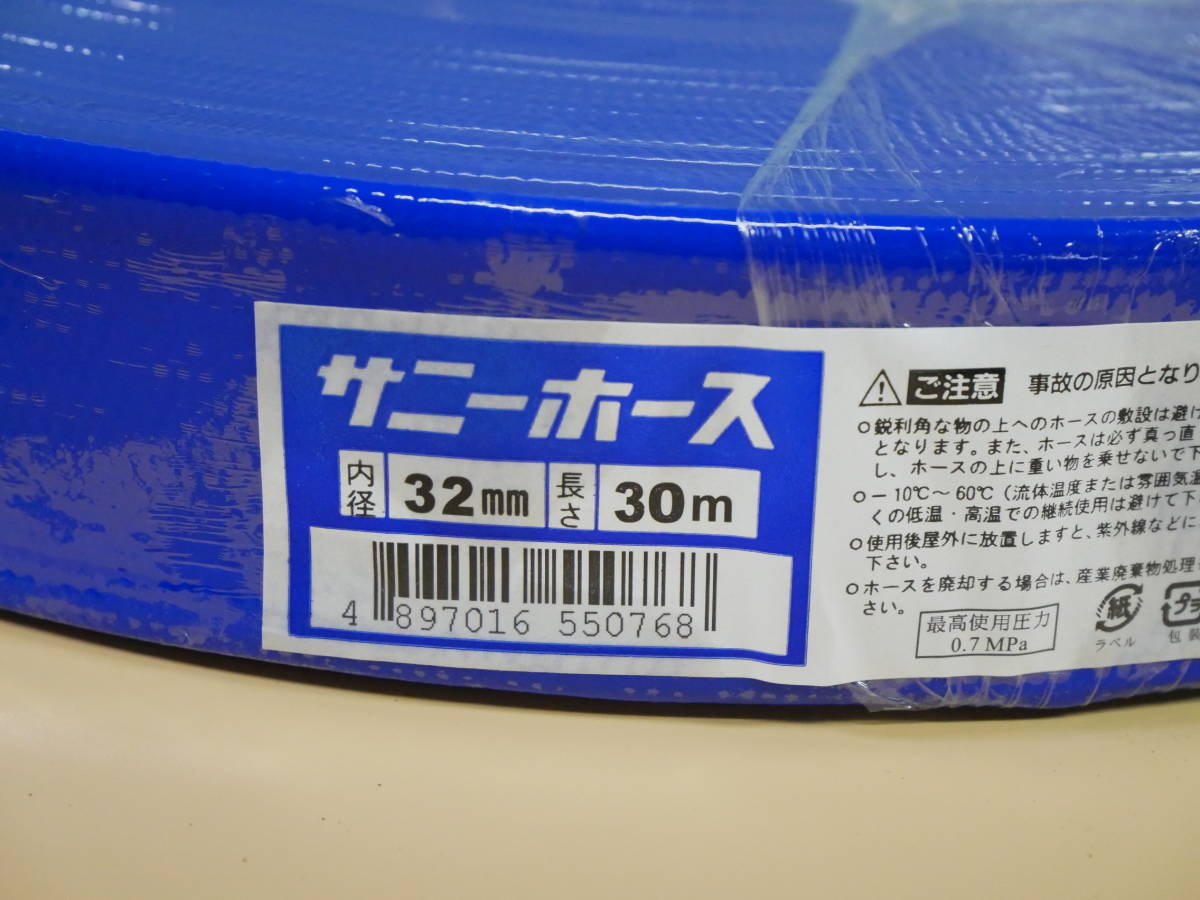 サニーホース
内径 32mm 長さ 30m
4 897016 550768
ご注意 事故の原因となり
○鋭利角な物の上へのホースの敷設は避け
となります。また、ホースは必ず真っ直
し、ホースの上に重い物を乗せないで下
○－10℃～60℃（流体温度または雰囲気温
くの低温・高温での継続使用は避けて下
○使用後屋外に放置しますと、紫外線などに
下さい。
○ホースを廃却する場合は、産業廃棄物処理
さい。
最高使用圧力
0.7 MPa
紙
ラベル
プラ
包装